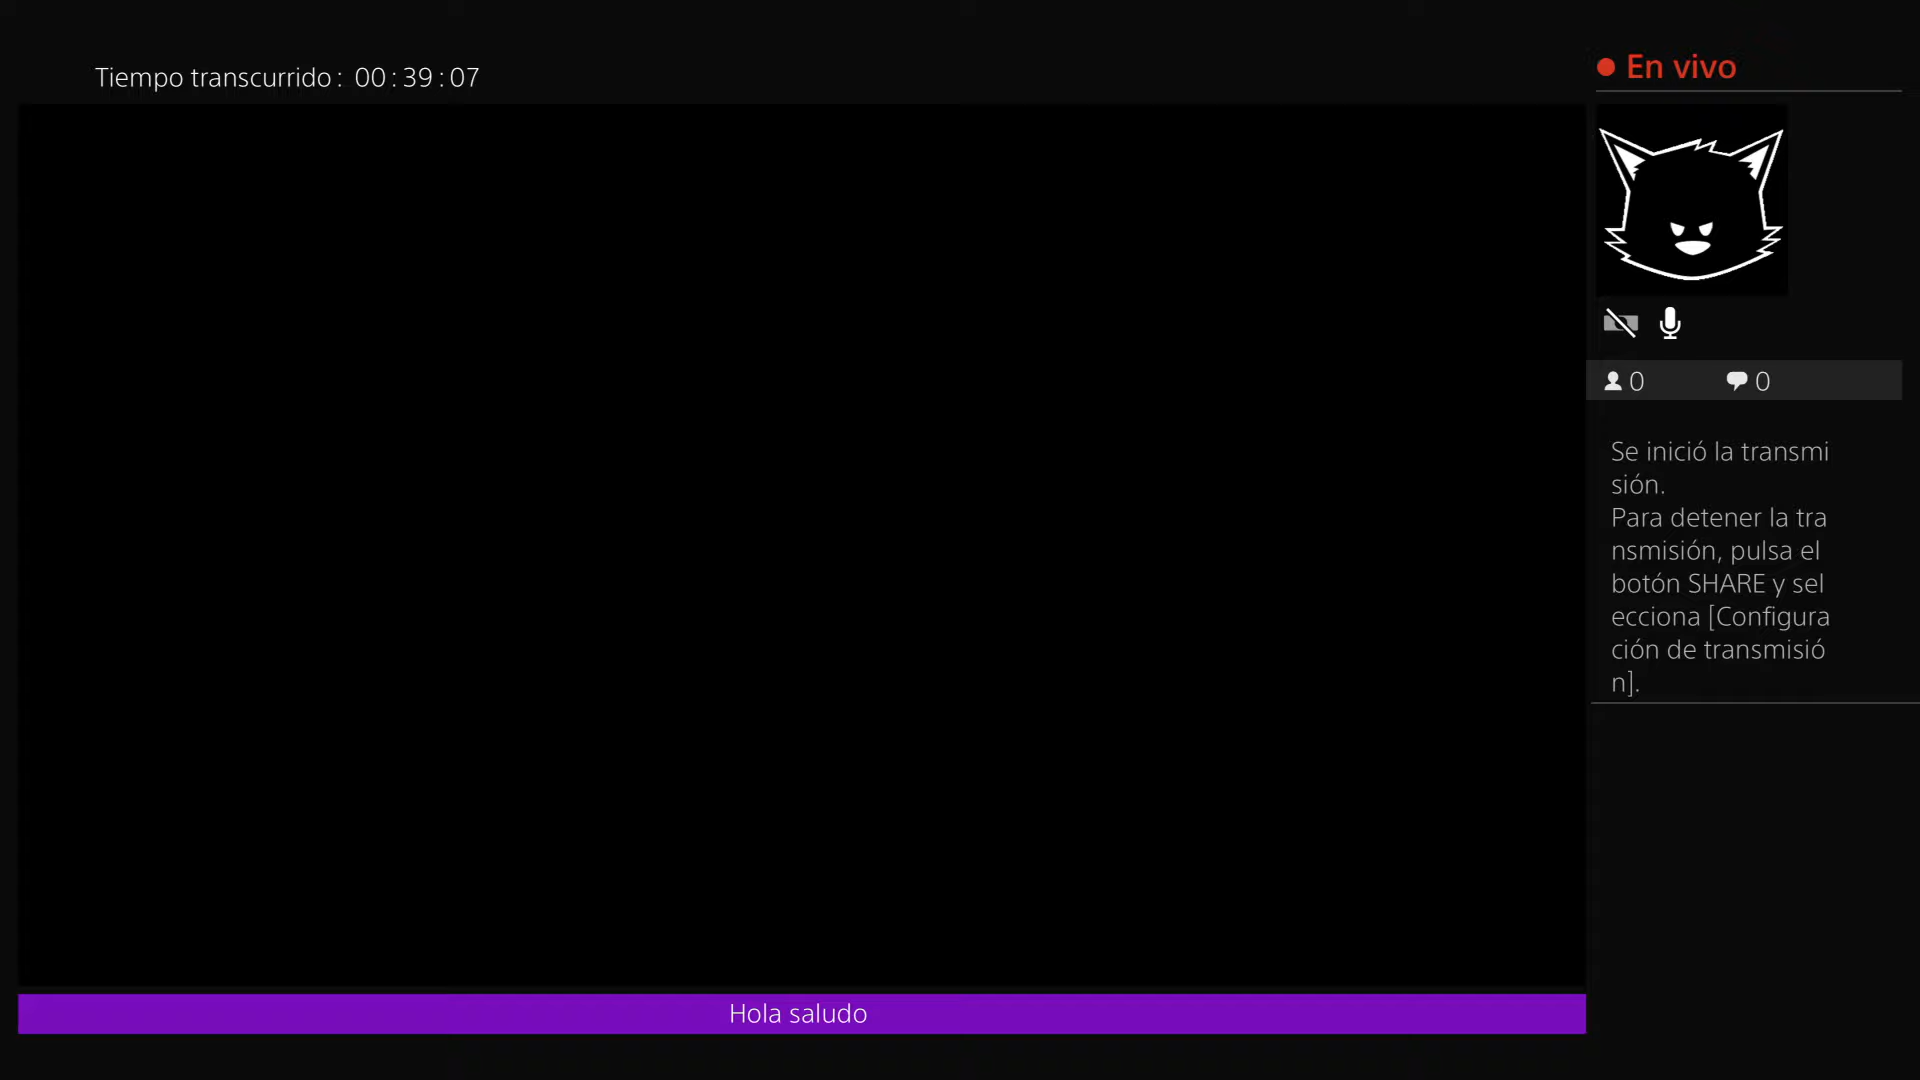 Tiempo transcurrido: 00:39:07
En vivo
0 0
Se inició la transmi
sión.
Para detener la tra
nsmisión, pulsa el
botón SHARE y sel
ecciona [Configura
ción de transmisió
n].
Hola saludo